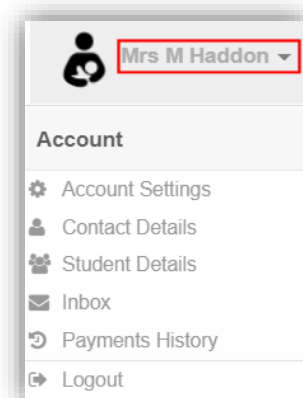 Mrs M Haddon
Account
Account Settings
Contact Details
Student Details
Inbox
Payments History
Logout